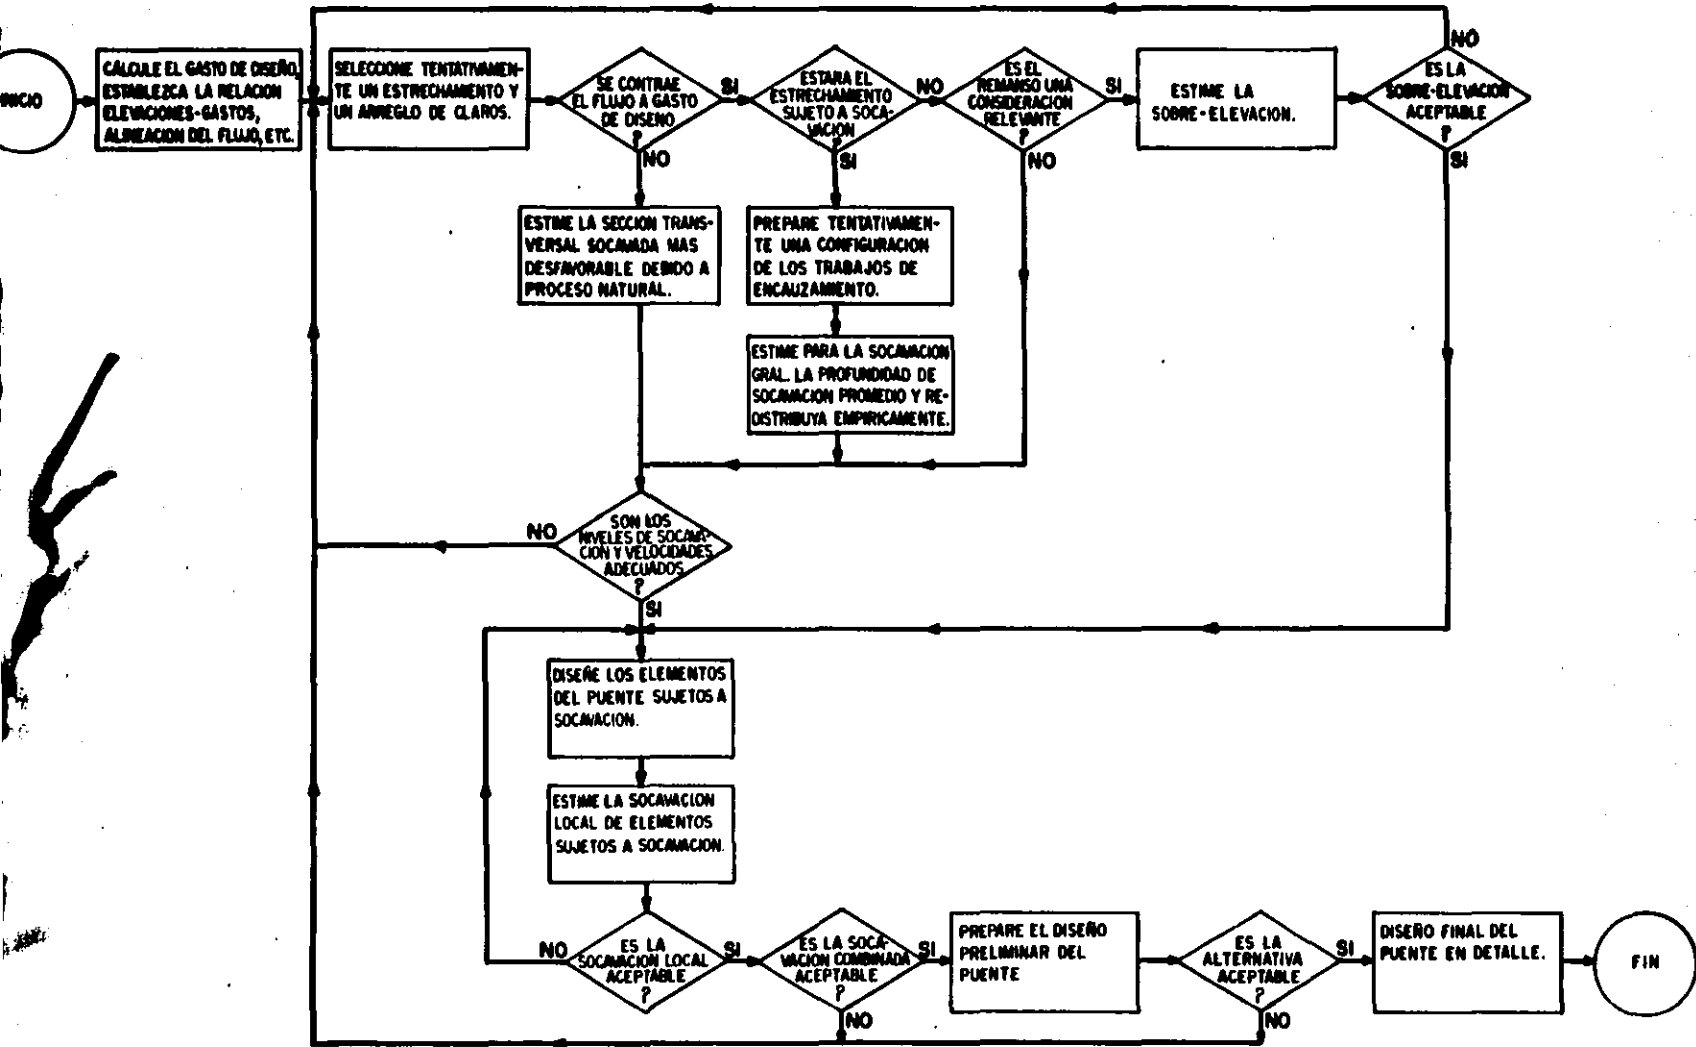 INICIO
CALCULE EL GASTO DE DISEÑO,
ESTABLEZCA LA RELACION
ELEVACIONES-GASTOS,
ALINEACION DEL FLUJO, ETC.
SELECCIONE TENTATIVAMEN-
TE UN ESTRECHAMIENTO Y
UN ARREGLO DE CLAROS.
SE CONTRAE
EL FLUJO A GASTO
DE DISENO
?
SI
NO
ESTARA EL
ESTRECHAMIENTO
SUJETO A SOCA-
VACION
?
NO
SI
ES EL
REMANSO UNA
CONSIDERACION
RELEVANTE
?
SI
NO
ESTIME LA
SOBRE-ELEVACION.
ES LA
SOBRE-ELEVACION
ACEPTABLE
?
NO
SI
ESTIME LA SECCION TRANS-
VERSAL SOCAVADA MAS
DESFAVORABLE DEBIDO A
PROCESO NATURAL.
PREPARE TENTATIVAMEN-
TE UNA CONFIGURACION
DE LOS TRABAJOS DE
ENCAUZAMIENTO.
ESTIME PARA LA SOCAVACION
GRAL. LA PROFUNDIDAD DE
SOCAVACION PROMEDIO Y RE-
DISTRIBUYA EMPIRICAMENTE.
SON LOS
NIVELES DE SOCAVA-
CION Y VELOCIDADES
ADECUADOS
?
NO
SI
DISEÑE LOS ELEMENTOS
DEL PUENTE SUJETOS A
SOCAVACION.
ESTIME LA SOCAVACION
LOCAL DE ELEMENTOS
SUJETOS A SOCAVACION.
ES LA
SOCAVACION LOCAL
ACEPTABLE
?
NO
SI
ES LA SOCA-
VACION COMBINADA
ACEPTABLE
?
SI
NO
PREPARE EL DISEÑO
PRELIMINAR DEL
PUENTE
ES LA
ALTERNATIVA
ACEPTABLE
?
SI
NO
DISEÑO FINAL DEL
PUENTE EN DETALLE.
FIN